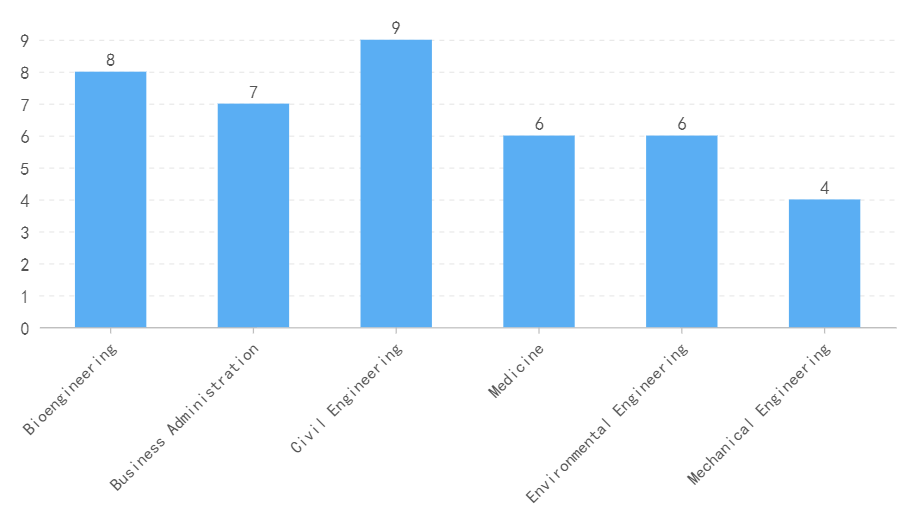 9
8
7
6
5
4
3
2
1
0
8
7
9
6
6
4
Bioengineering
Business Administration
Civil Engineering
Medicine
Environmental Engineering
Mechanical Engineering